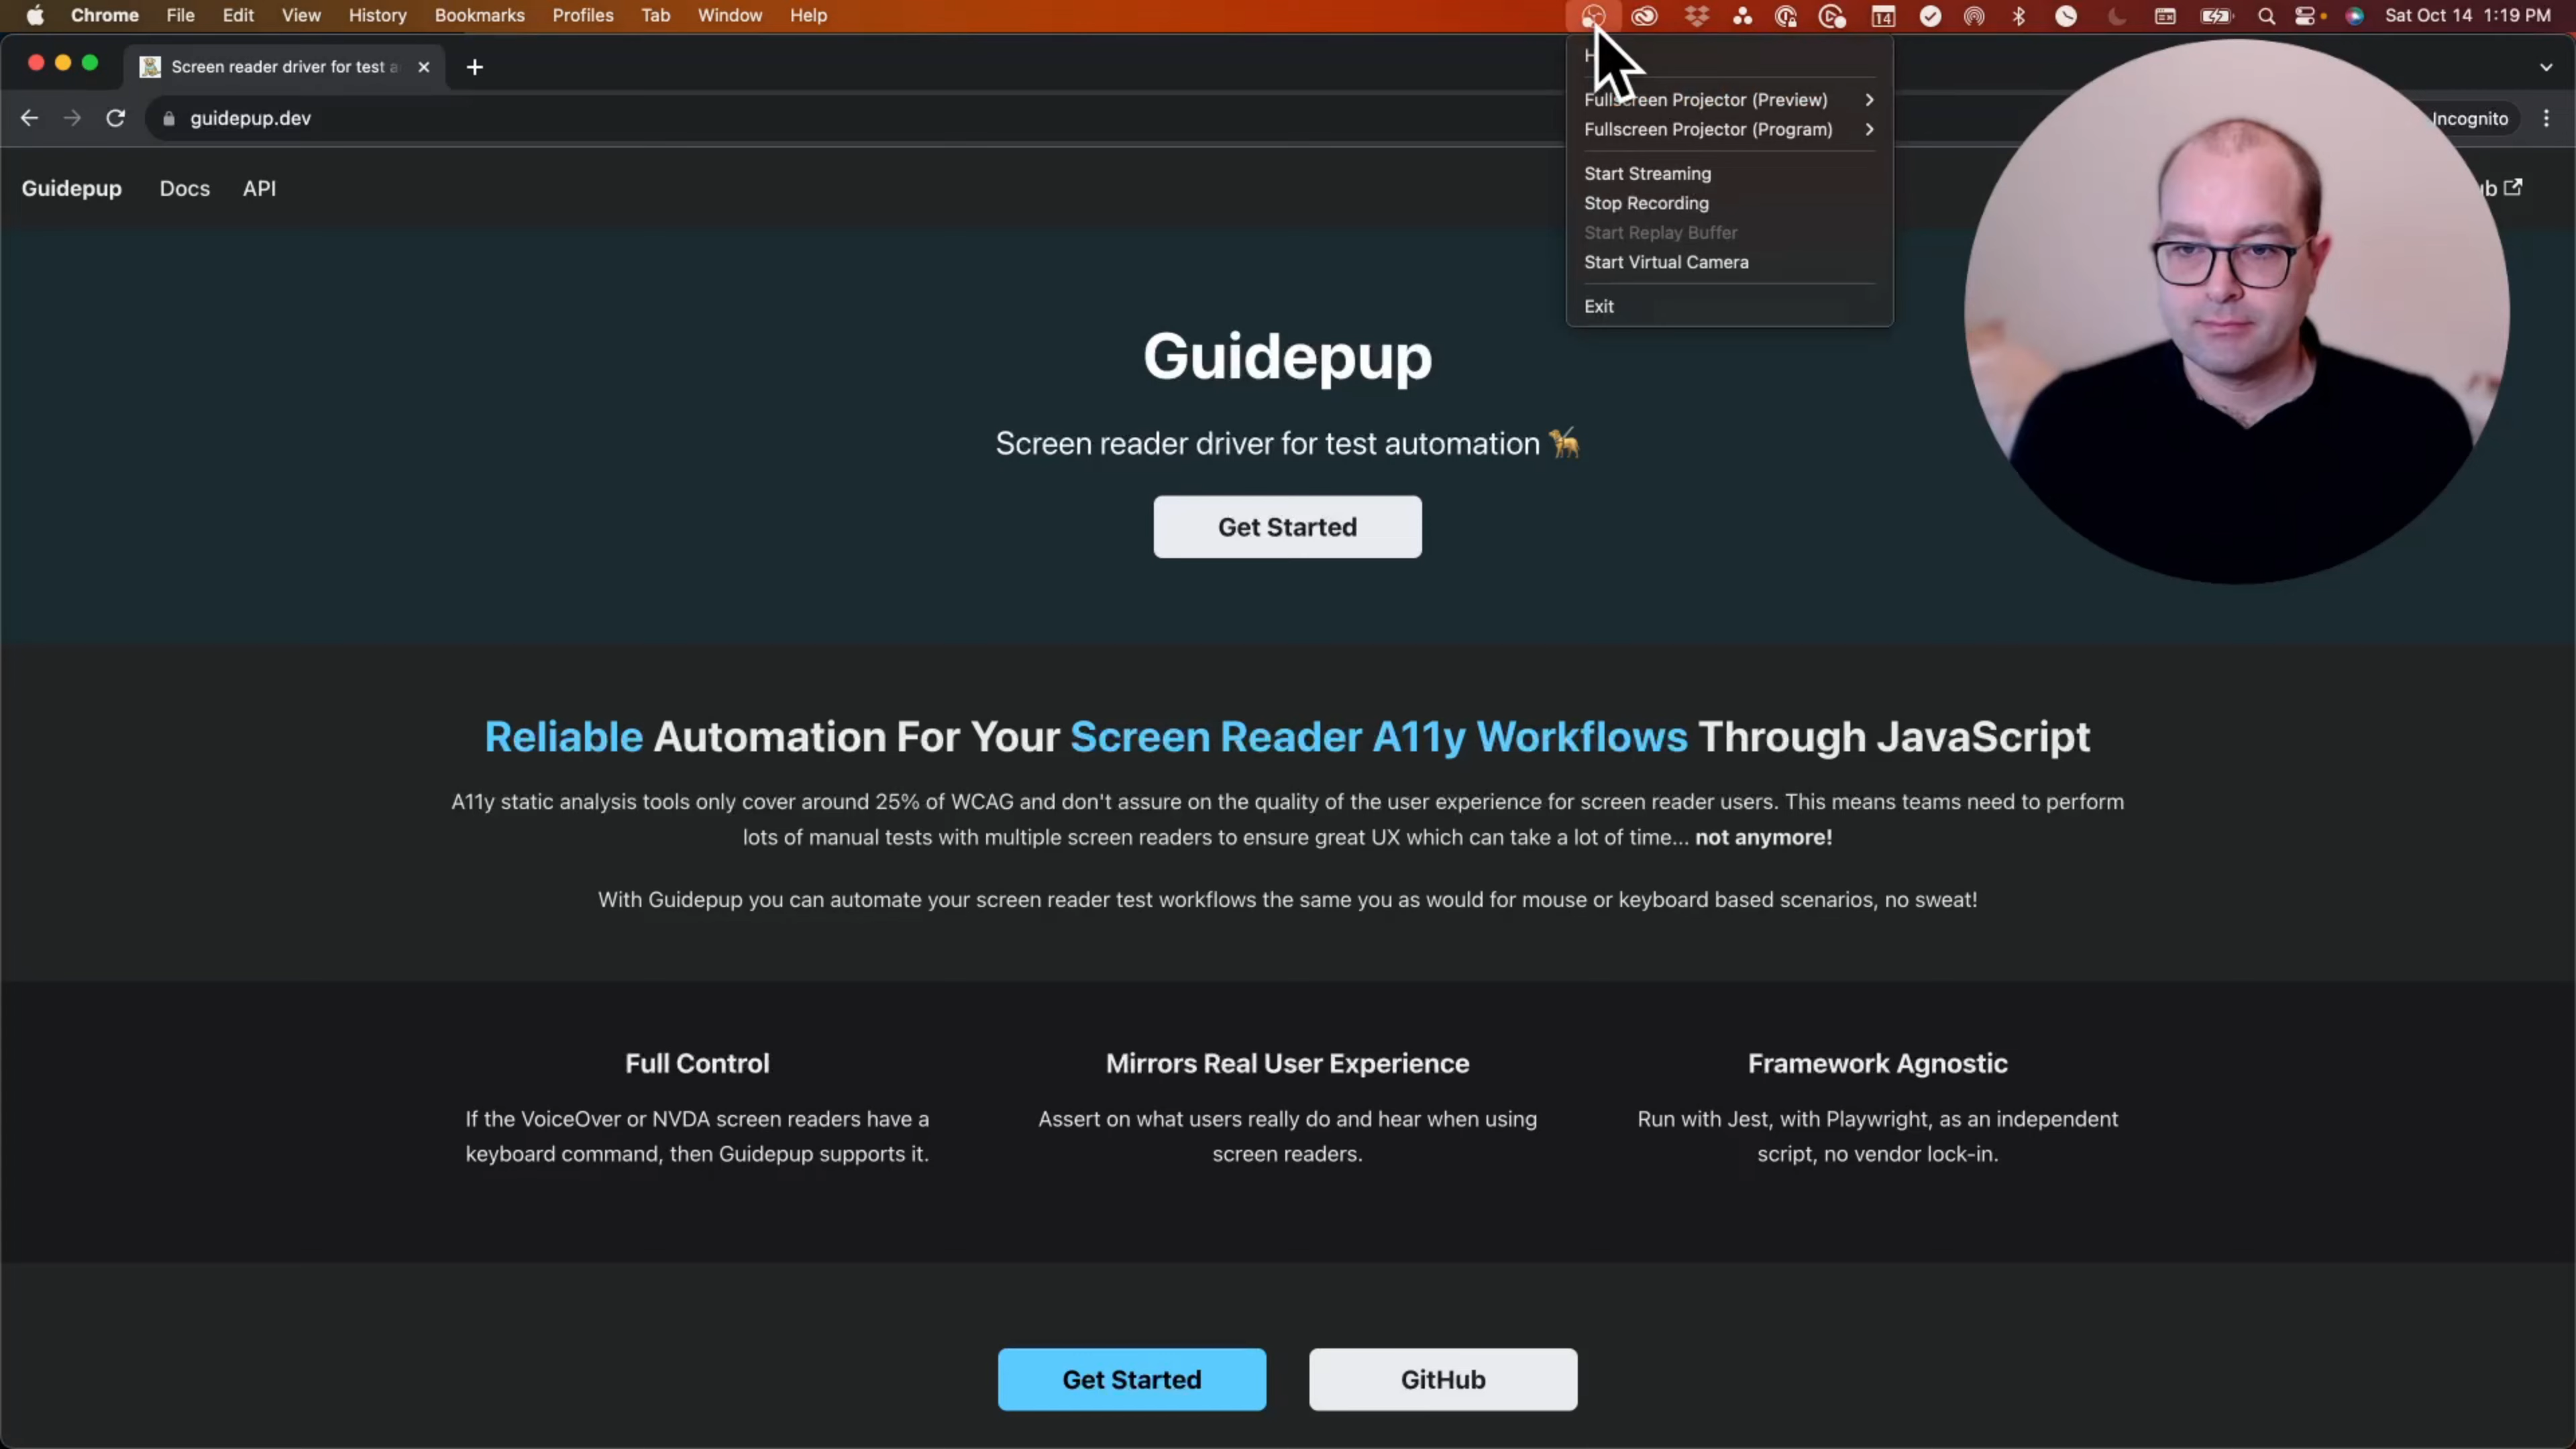 Chrome File Edit View History Bookmarks Profiles Tab Window Help
14
Sat Oct 14 1:19 PM
Screen reader driver for test a
guidepup.dev
Incognito
Fullscreen Projector (Preview)
Fullscreen Projector (Program)
Start Streaming
Stop Recording
Start Replay Buffer
Start Virtual Camera
Exit
Guidepup Docs API
Guidepup
Screen reader driver for test automation
Get Started
Reliable Automation For Your Screen Reader A11y Workflows Through JavaScript
A11y static analysis tools only cover around 25% of WCAG and don't assure on the quality of the user experience for screen reader users. This means teams need to perform
lots of manual tests with multiple screen readers to ensure great UX which can take a lot of time... not anymore!
With Guidepup you can automate your screen reader test workflows the same you as would for mouse or keyboard based scenarios, no sweat!
Full Control
If the VoiceOver or NVDA screen readers have a
keyboard command, then Guidepup supports it.
Mirrors Real User Experience
Assert on what users really do and hear when using
screen readers.
Framework Agnostic
Run with Jest, with Playwright, as an independent
script, no vendor lock-in.
Get Started
GitHub